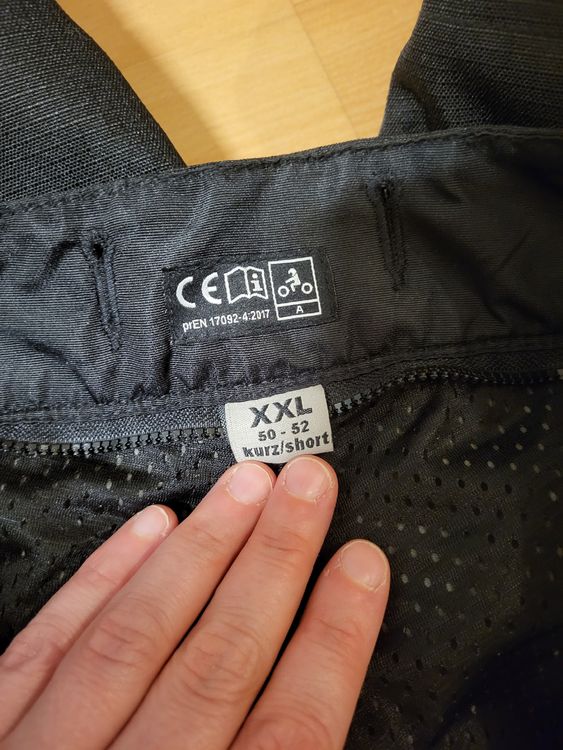 CE
A
prEN 17092-4:2017
XXL
50 - 52
kurz/short